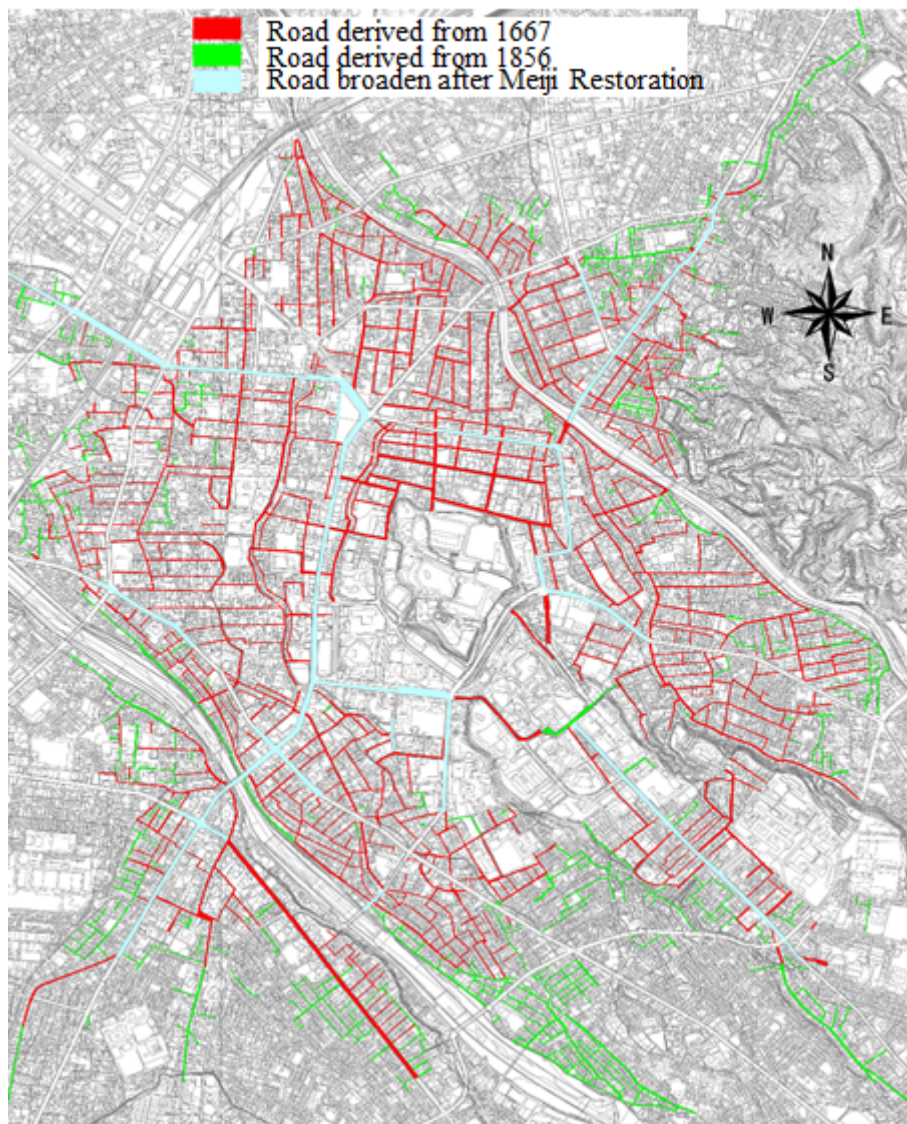 Road derived from 1667
Road derived from 1856
Road broaden after Meiji Restoration
N
W E
S